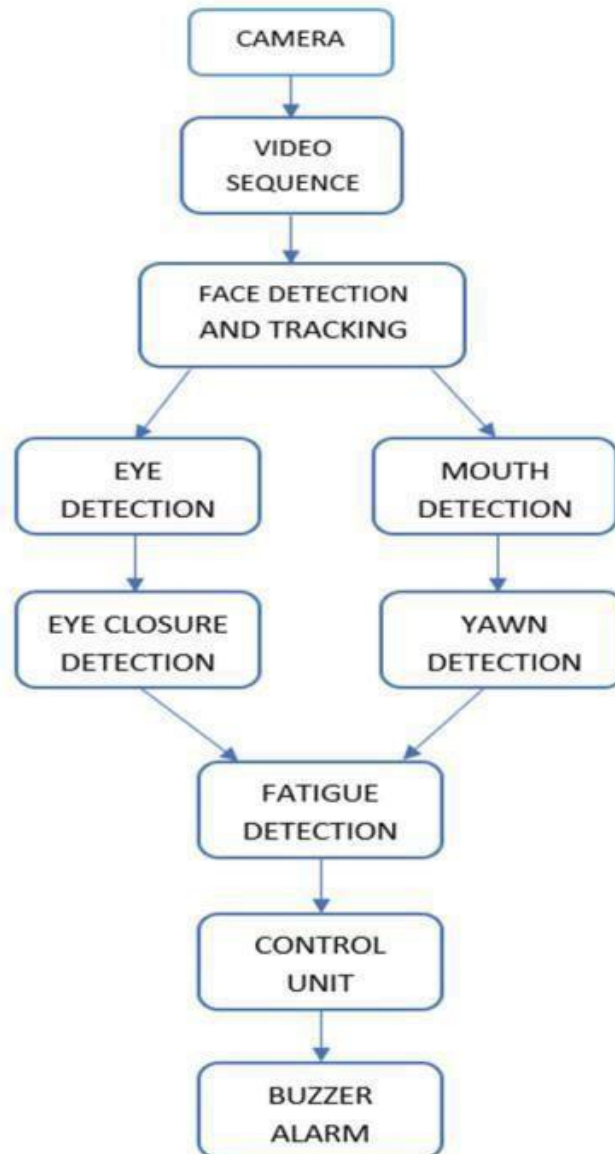 CAMERA
VIDEO
SEQUENCE
FACE DETECTION
AND TRACKING
EYE
DETECTION
MOUTH
DETECTION
EYE CLOSURE
DETECTION
YAWN
DETECTION
FATIGUE
DETECTION
CONTROL
UNIT
BUZZER
ALARM